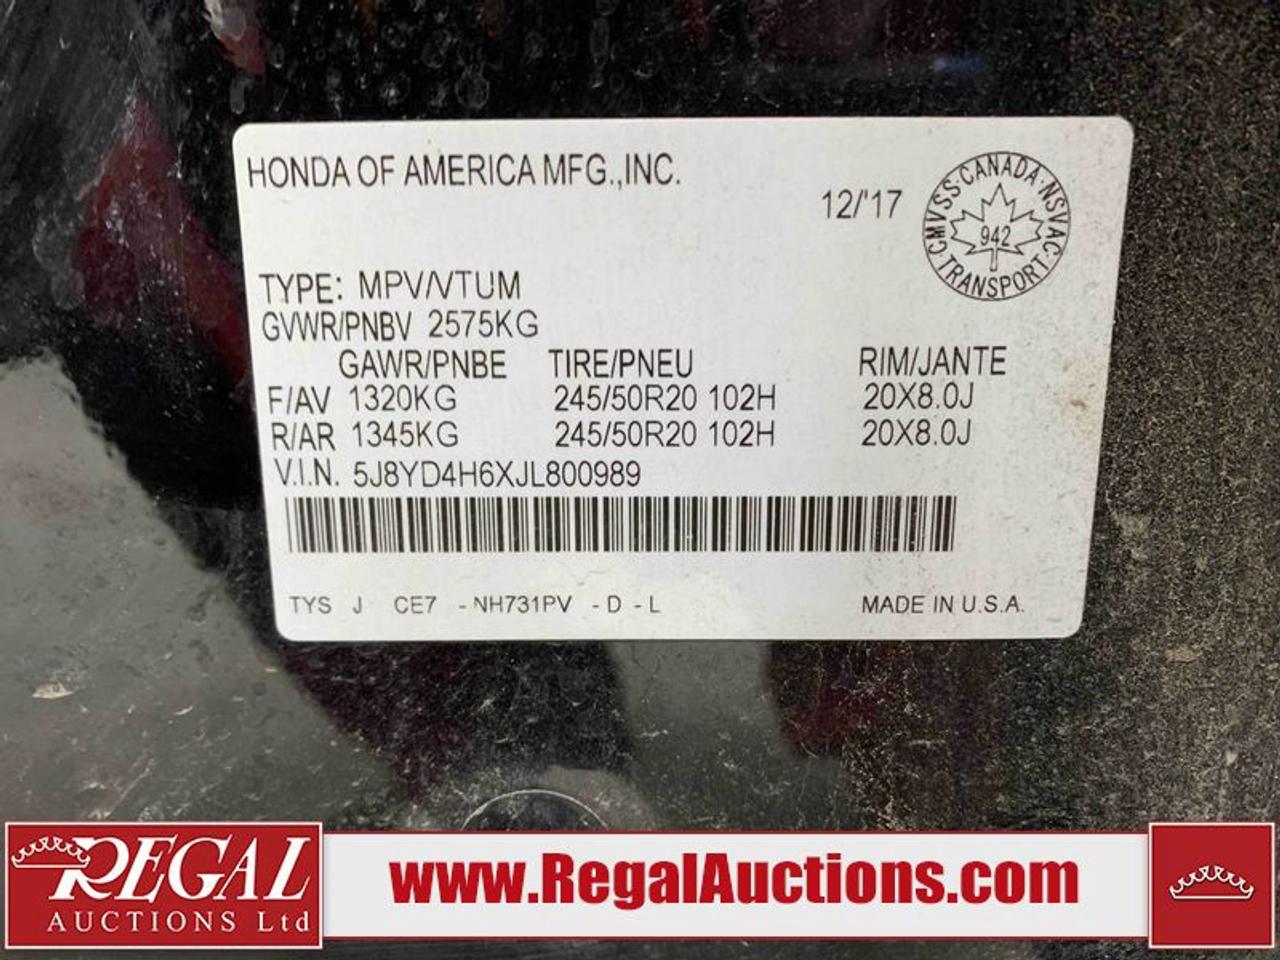 HONDA OF AMERICA MFG.,INC.
12/'17
CMVSS·CANADA·NSVAC
942
·TRANSPORT·
TYPE: MPV/VTUM
GVWR/PNBV 2575KG
GAWR/PNBE TIRE/PNEU RIM/JANTE
F/AV 1320KG 245/50R20 102H 20X8.0J
R/AR 1345KG 245/50R20 102H 20X8.0J
V.I.N. 5J8YD4H6XJL800989
TYS J CE7 - NH731PV - D - L MADE IN U.S.A.
REGAL
AUCTIONS Ltd
www.RegalAuctions.com